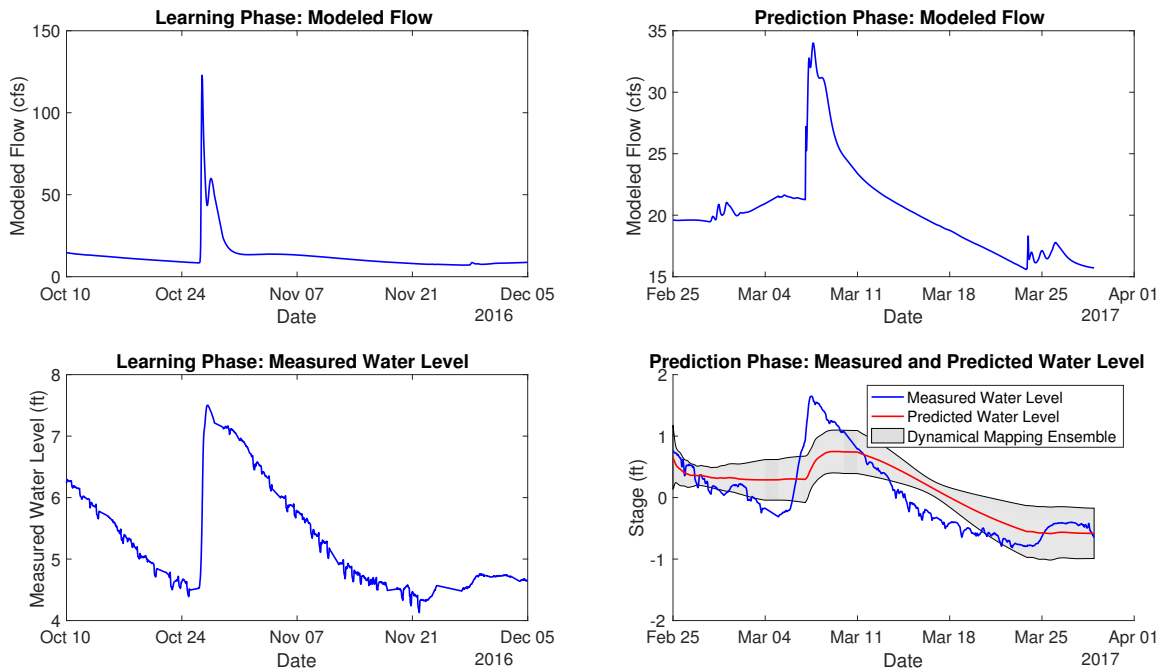 Learning Phase: Modeled Flow
Modeled Flow (cfs)
150
100
50
0
Oct 10
Oct 24
Nov 07
Nov 21
Dec 05
Date
2016
Prediction Phase: Modeled Flow
Modeled Flow (cfs)
35
30
25
20
15
Feb 25
Mar 04
Mar 11
Mar 18
Mar 25
Apr 01
Date
2017
Learning Phase: Measured Water Level
Measured Water Level (ft)
8
7
6
5
4
Oct 10
Oct 24
Nov 07
Nov 21
Dec 05
Date
2016
Prediction Phase: Measured and Predicted Water Level
Stage (ft)
2
1
0
-1
-2
Measured Water Level
Predicted Water Level
Dynamical Mapping Ensemble
Feb 25
Mar 04
Mar 11
Mar 18
Mar 25
Apr 01
Date
2017